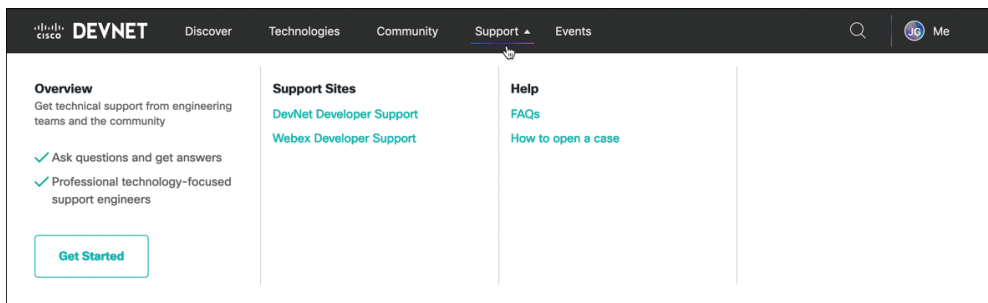 CISCO DEVNET Discover Technologies Community Support Events JG Me
Overview
Get technical support from engineering
teams and the community
Ask questions and get answers
Professional technology-focused
support engineers
Get Started
Support Sites
DevNet Developer Support
Webex Developer Support
Help
FAQs
How to open a case